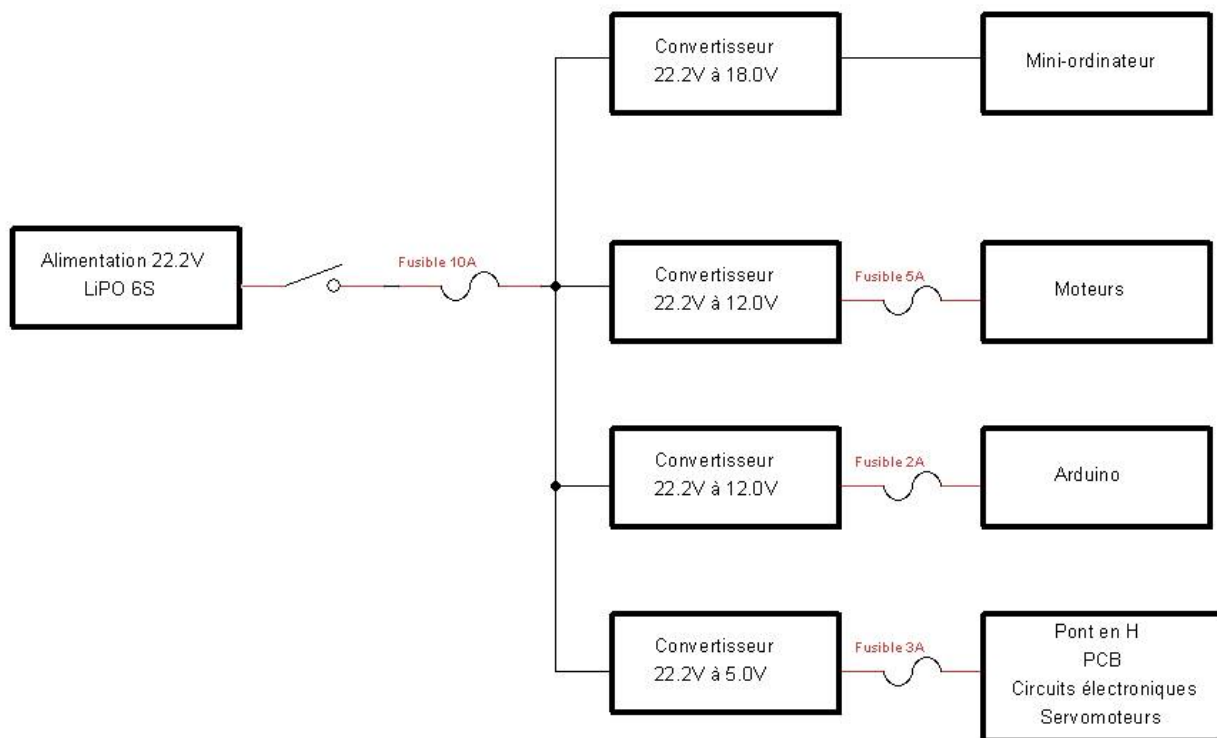 Convertisseur
22.2V à 18.0V
Mini-ordinateur
Alimentation 22.2V
LiPO 6S
Fusible 10A
Convertisseur
22.2V à 12.0V
Fusible 5A
Moteurs
Convertisseur
22.2V à 12.0V
Fusible 2A
Arduino
Convertisseur
22.2V à 5.0V
Fusible 3A
Pont en H
PCB
Circuits électroniques
Servomoteurs